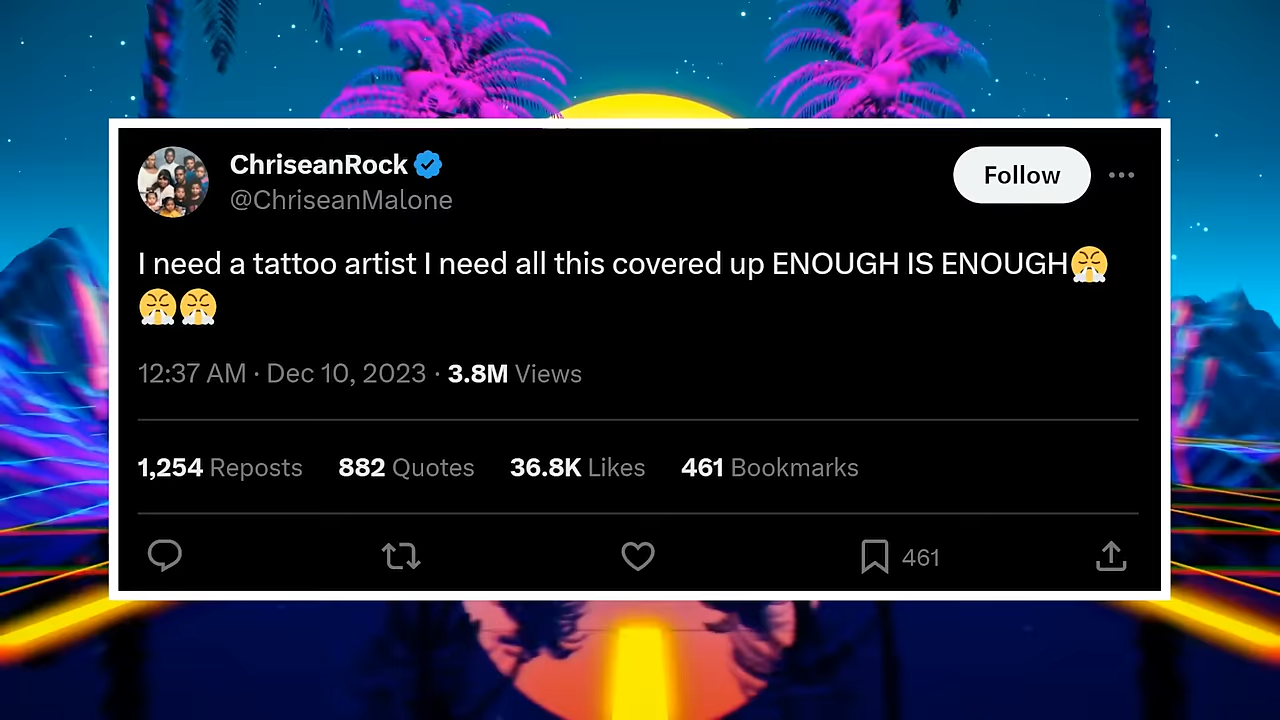 ChriseanRock
@ChriseanMalone
Follow
I need a tattoo artist I need all this covered up ENOUGH IS ENOUGH😤
😤😤
12:37 AM · Dec 10, 2023 · 3.8M Views
1,254 Reposts 882 Quotes 36.8K Likes 461 Bookmarks
461